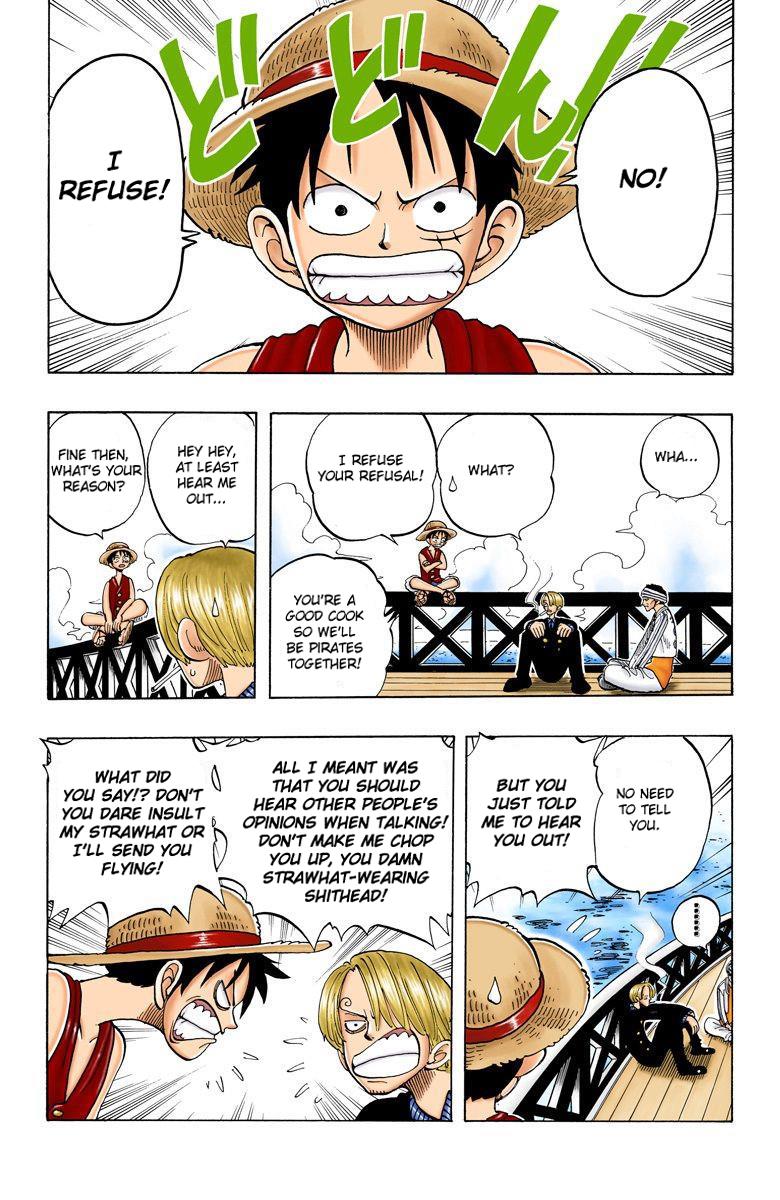 どどん!!
NO!
I
REFUSE!
WHA...
WHAT?
I REFUSE
YOUR REFUSAL!
YOU'RE A
GOOD COOK
SO WE'LL
BE PIRATES
TOGETHER!
HEY HEY,
AT LEAST
HEAR ME
OUT...
FINE THEN,
WHAT'S YOUR
REASON?
NO NEED
TO TELL
YOU.
BUT YOU
JUST TOLD
ME TO HEAR
YOU OUT!
ALL I MEANT WAS
THAT YOU SHOULD
HEAR OTHER PEOPLE'S
OPINIONS WHEN TALKING!
DON'T MAKE ME CHOP
YOU UP, YOU DAMN
STRAWHAT-WEARING
SHITHEAD!
WHAT DID
YOU SAY!? DON'T
YOU DARE INSULT
MY STRAWHAT OR
I'LL SEND YOU
FLYING!